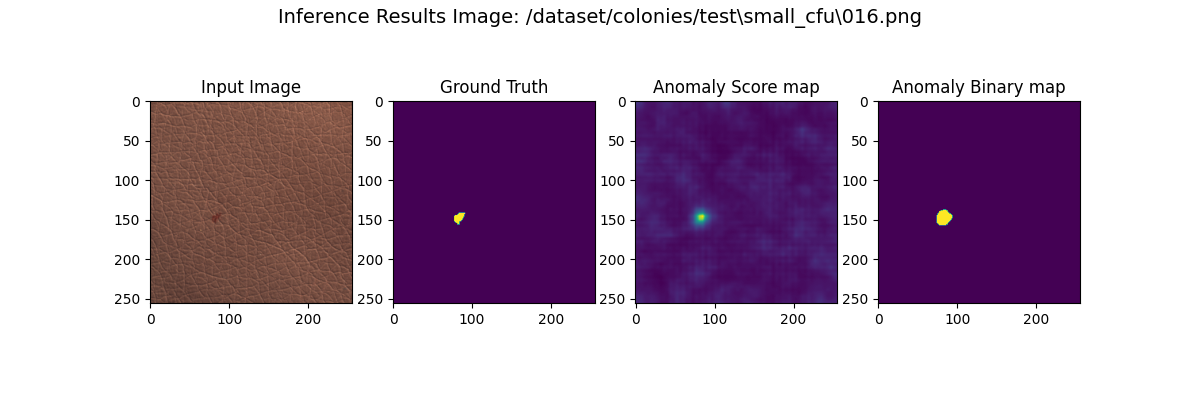 Inference Results Image: /dataset/colonies/test\small_cfu\016.png
Input Image
0
50
100
150
200
250
0 100 200
Ground Truth
0
50
100
150
200
250
0 100 200
Anomaly Score map
0
50
100
150
200
250
0 100 200
Anomaly Binary map
0
50
100
150
200
250
0 100 200